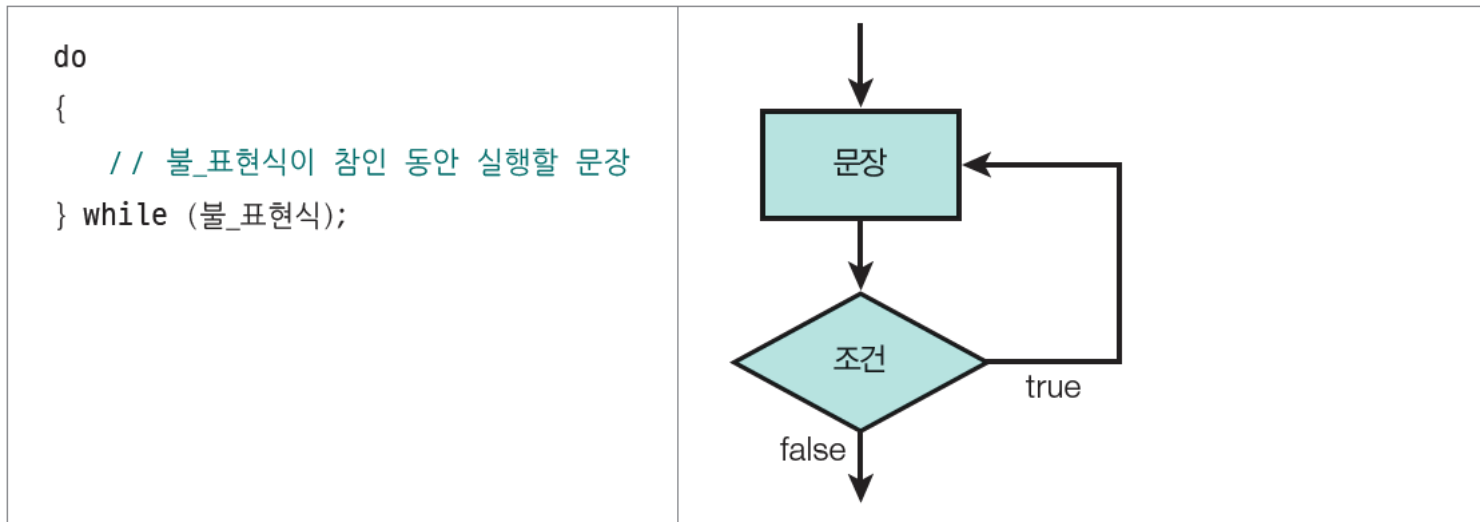 do
{
// 불_표현식이 참인 동안 실행할 문장
} while (불_표현식);
문장
조건
true
false